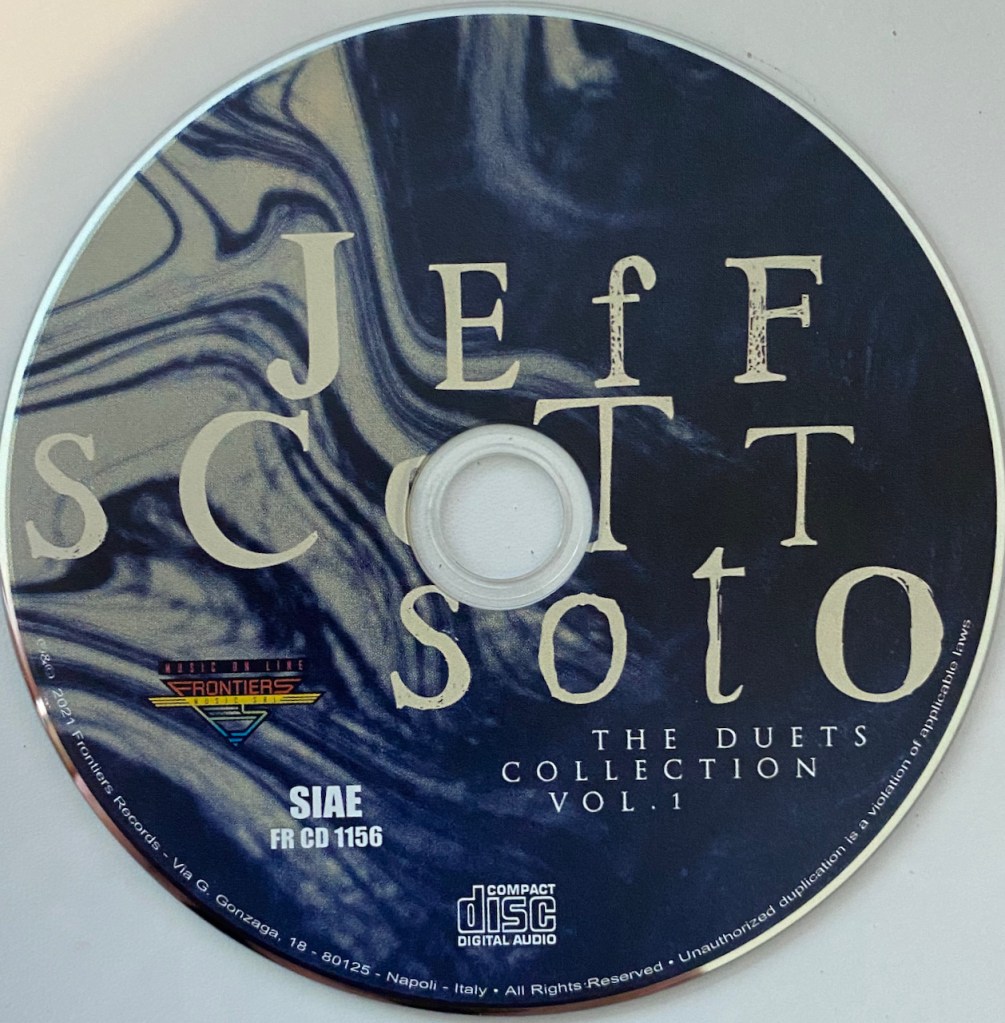 JEfF
SCoTT
sotO
THE DUETS
COLLECTION
VOL.1
MUSIC ON LINE
FRONTIERS
MUSIC SRL
SIAE
FR CD 1156
COMPACT
disc
DIGITAL AUDIO
℗&© 2021 Frontiers Records - Via G. Gonzaga, 18 - 80125 - Napoli - Italy • All Rights Reserved • Unauthorized duplication is a violation of applicable laws